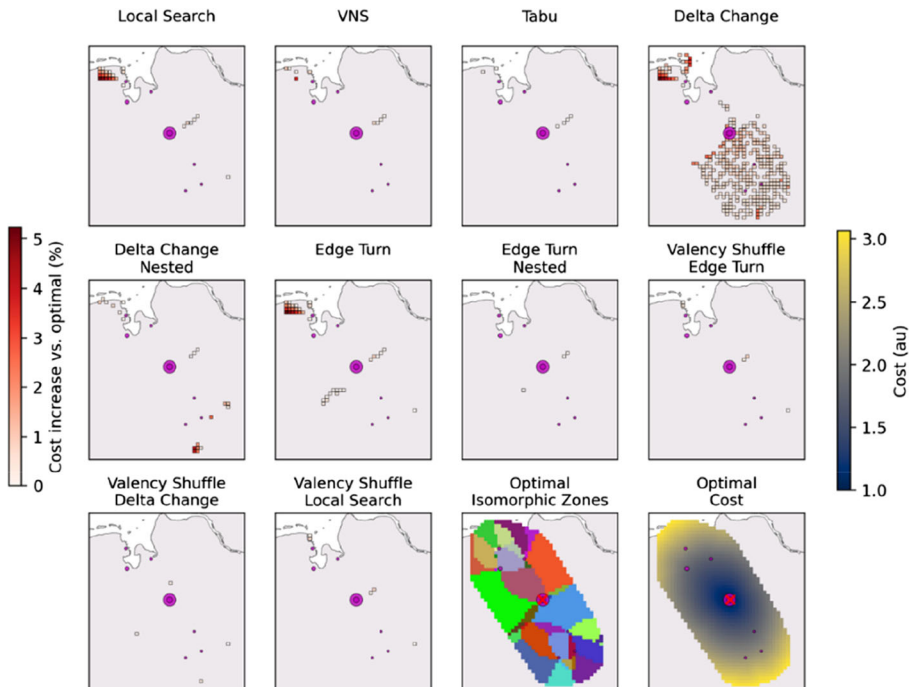 Local Search
VNS
Tabu
Delta Change
Delta Change
Nested
Edge Turn
Edge Turn
Nested
Valency Shuffle
Edge Turn
Valency Shuffle
Delta Change
Valency Shuffle
Local Search
Optimal
Isomorphic Zones
Optimal
Cost
5
4
3
2
1
0
Cost increase vs. optimal (%)
3.0
2.5
2.0
1.5
1.0
Cost (au)